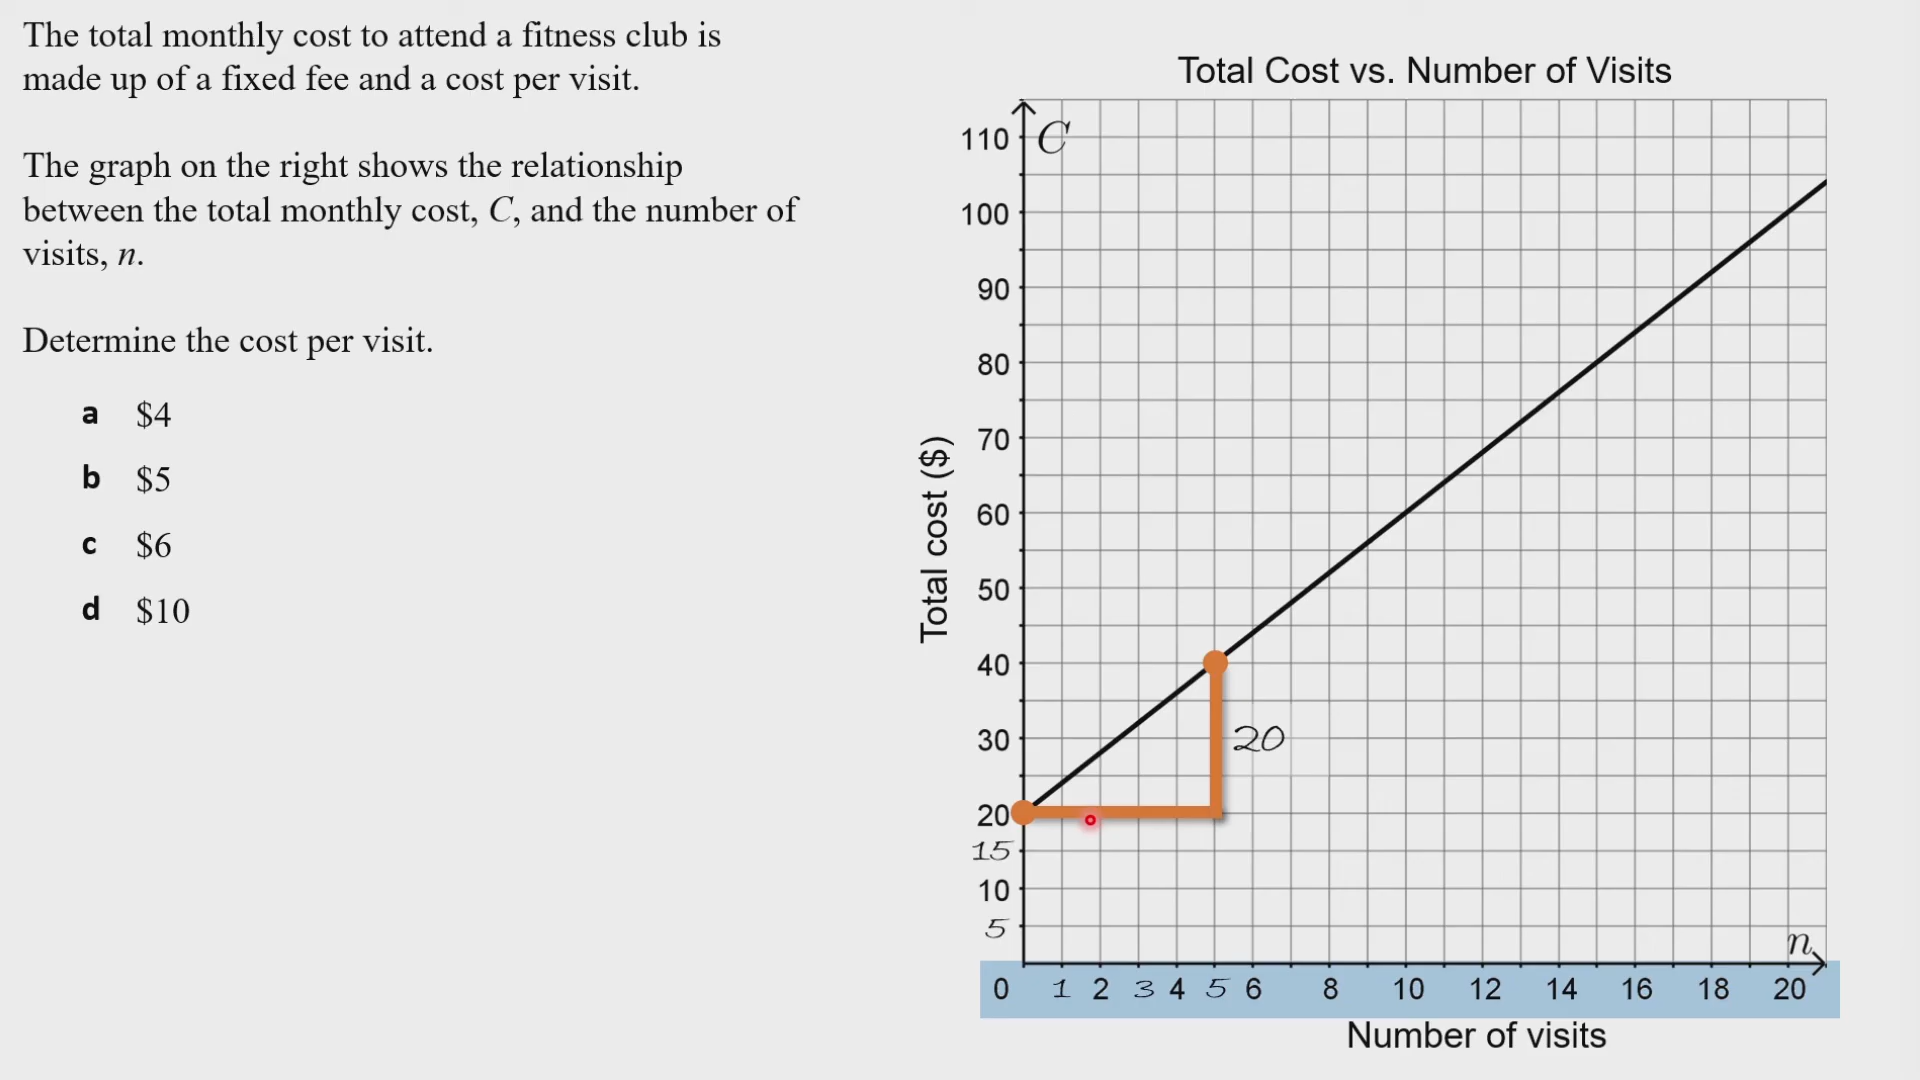 The total monthly cost to attend a fitness club is
made up of a fixed fee and a cost per visit.
The graph on the right shows the relationship
between the total monthly cost, C, and the number of
visits, n.
Determine the cost per visit.
a $4
b $5
c $6
d $10
Total Cost vs. Number of Visits
C
110
100
90
80
70
60
50
40
30
20
15
10
5
20
Total cost ($)
n
0 1 2 3 4 5 6 8 10 12 14 16 18 20
Number of visits